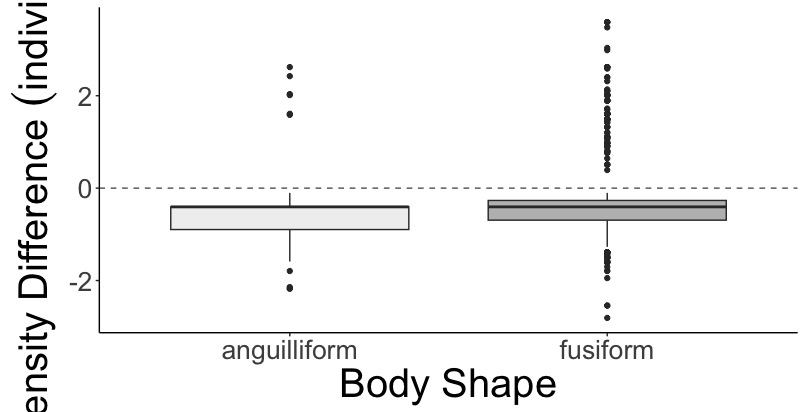 ensity Difference (indivi
2
0
-2
anguilliform fusiform
Body Shape